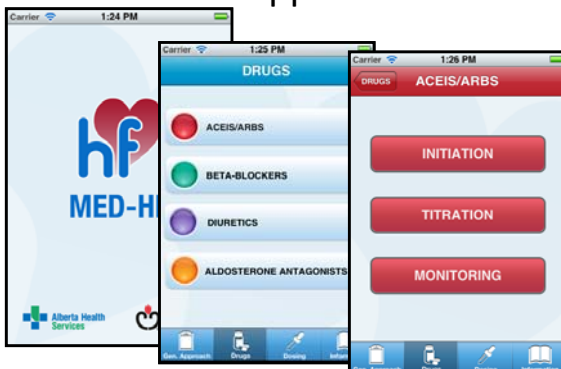 Carrier 1:24 PM
hf
MED-H
Alberta Health
Services
Carrier 1:25 PM
DRUGS
ACEIS/ARBS
BETA-BLOCKERS
DIURETICS
ALDOSTERONE ANTAGONISTS
Gen. Approach Drugs Dosing
Carrier 1:26 PM
DRUGS ACEIS/ARBS
INITIATION
TITRATION
MONITORING